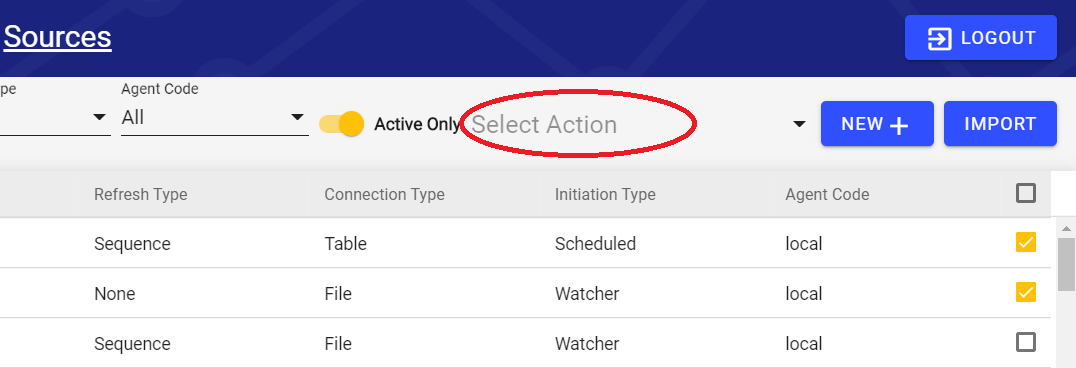 Sources
LOGOUT
pe
Agent Code
All
Active Only
Select Action
NEW +
IMPORT
Refresh Type Connection Type Initiation Type Agent Code
Sequence Table Scheduled local
None File Watcher local
Sequence File Watcher local